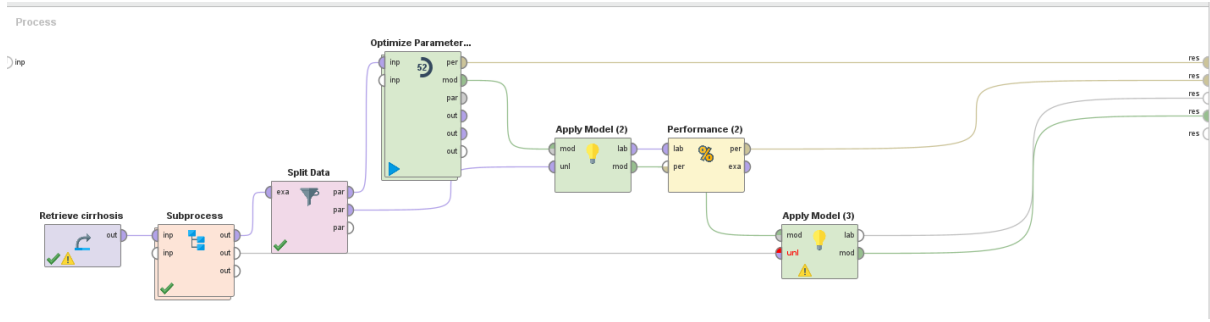 Process
inp
Optimize Parameter...
inp
per
inp
mod
par
out
out
out
52
res
res
res
res
res
Apply Model (2)
mod
lab
unl
mod
Performance (2)
lab
per
per
exa
%
Split Data
exa
par
par
par
Retrieve cirrhosis
out
Subprocess
inp
out
inp
out
out
Apply Model (3)
mod
lab
unl
mod